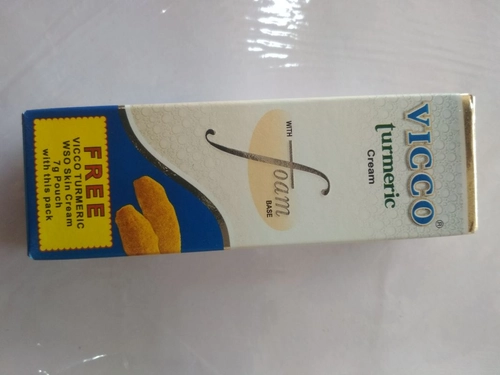 VICCO®
turmeric
Cream
WITH
foam
BASE
FREE
VICCO TURMERIC
WSO Skin Cream
7g Pouch
with this pack